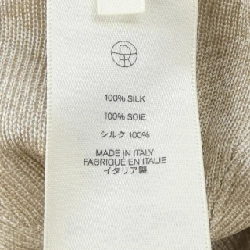 100% SILK
100% SOIE
シルク 100%
MADE IN ITALY
FABRIQUÉ EN ITALIE
イタリア製